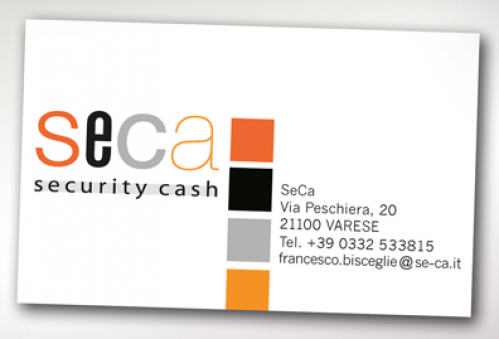 seca
security cash
SeCa
Via Peschiera, 20
21100 VARESE
Tel. +39 0332 533815
francesco.bisceglie@se-ca.it